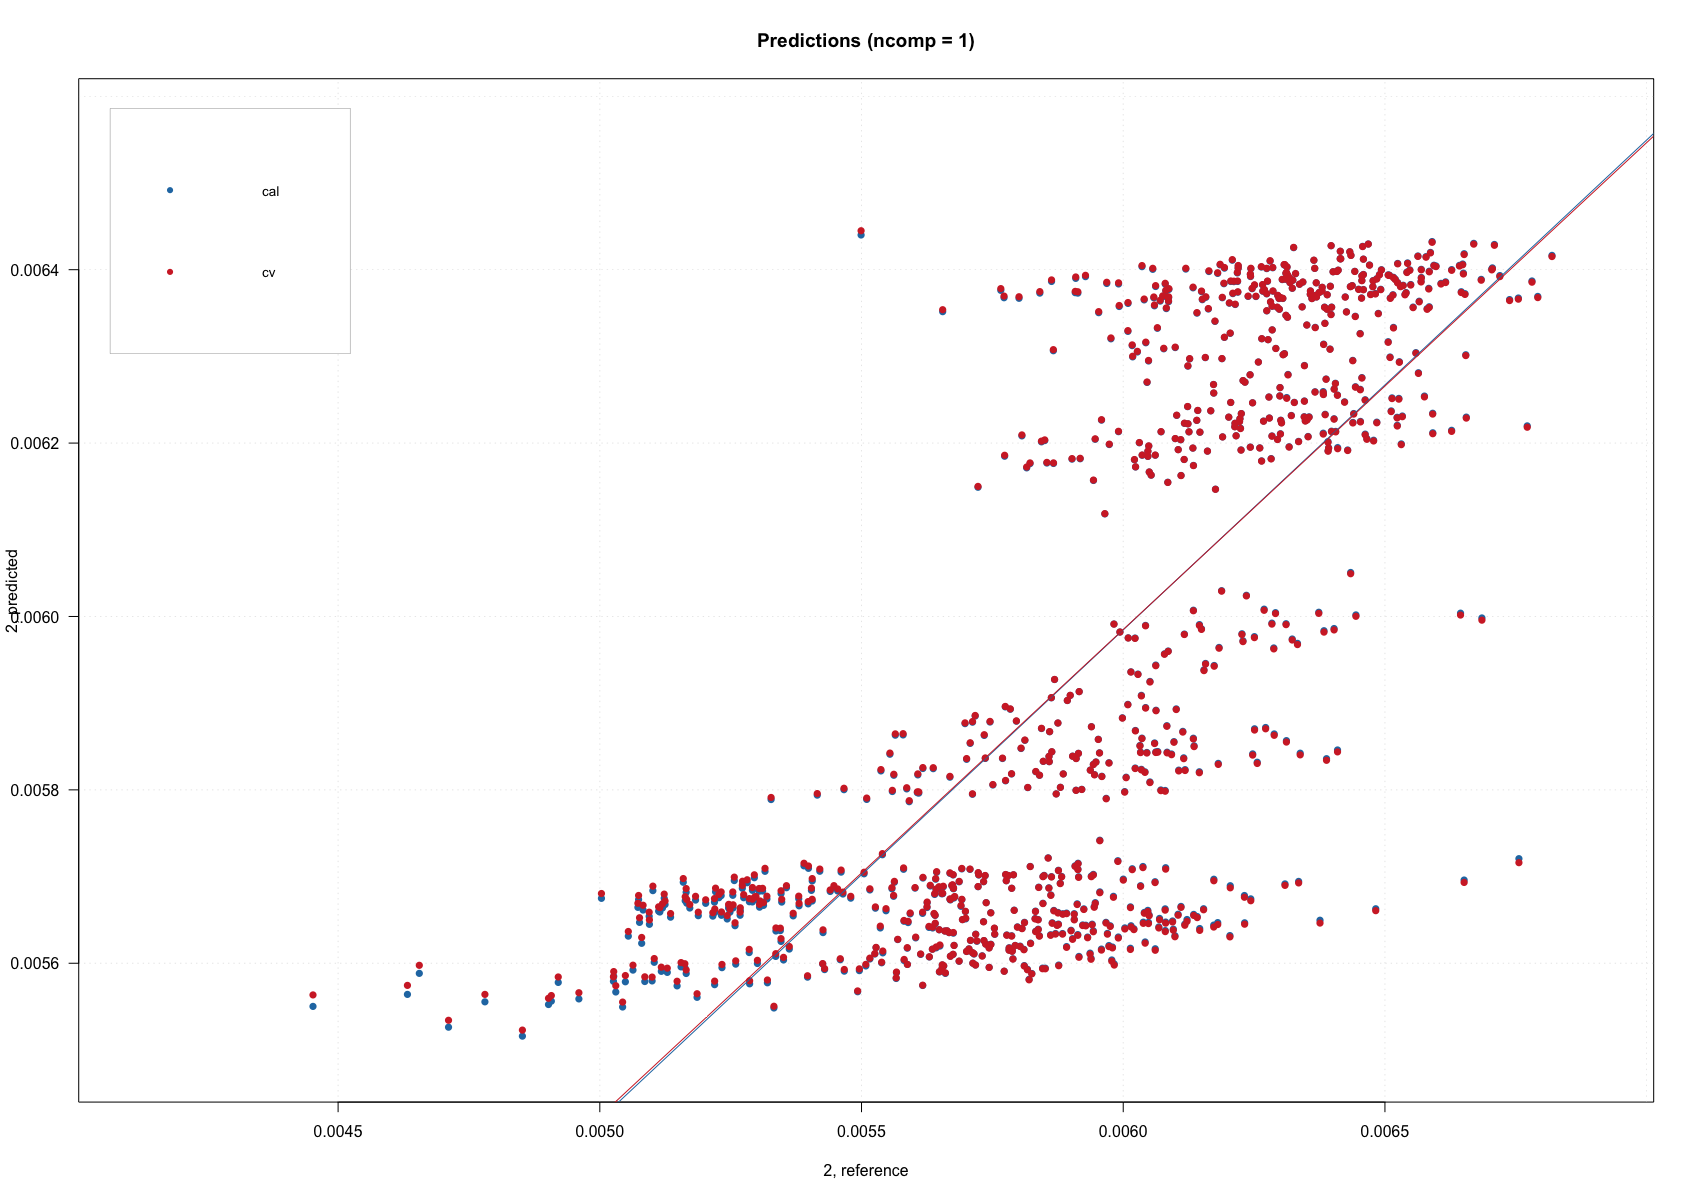 Predictions (ncomp = 1)
cal
cv
0.0064
0.0062
2, predicted
0.0060
0.0058
0.0056
0.0045 0.0050 0.0055 0.0060 0.0065
2, reference